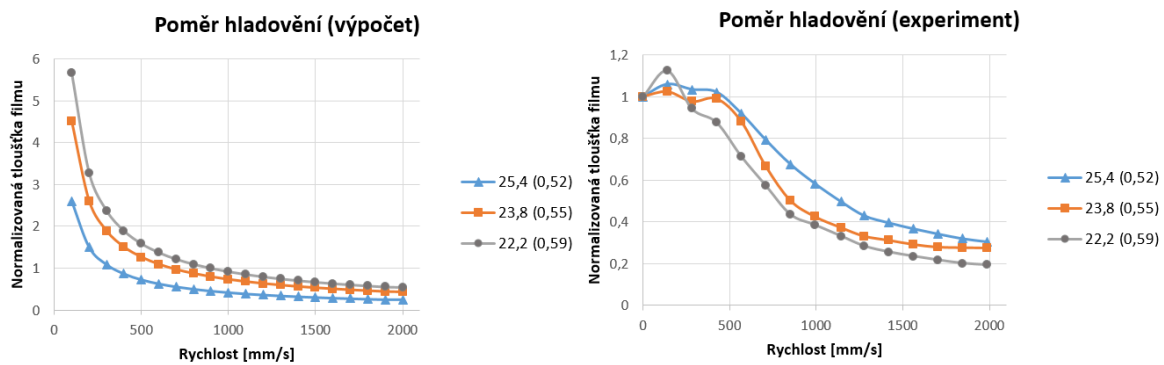 Poměr hladovění (výpočet)
Normalizovaná tloušťka filmu
6
5
4
3
2
1
0
0 500 1000 1500 2000
Rychlost [mm/s]
25,4 (0,52)
23,8 (0,55)
22,2 (0,59)
Poměr hladovění (experiment)
Normalizovaná tloušťka filmu
1,2
1
0,8
0,6
0,4
0,2
0
0 500 1000 1500 2000
Rychlost [mm/s]
25,4 (0,52)
23,8 (0,55)
22,2 (0,59)